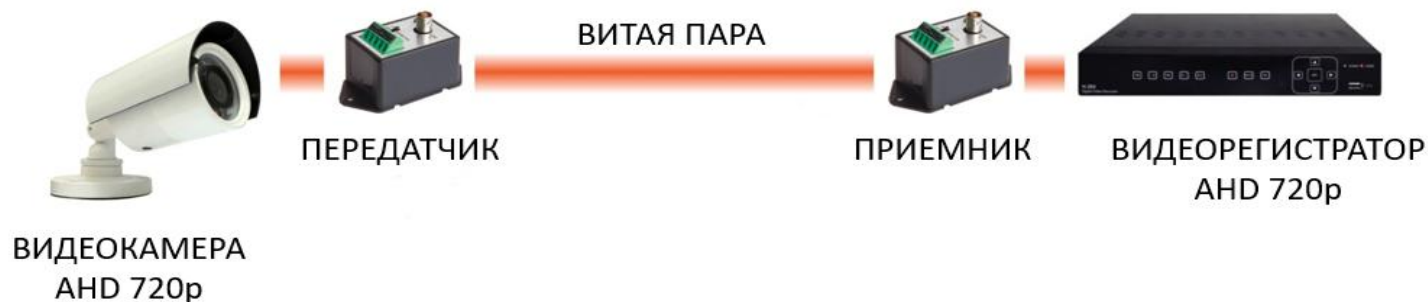 ВИТАЯ ПАРА
ПЕРЕДАТЧИК
ПРИЕМНИК
ВИДЕОРЕГИСТРАТОР
AHD 720p
ВИДЕОКАМЕРА
AHD 720p